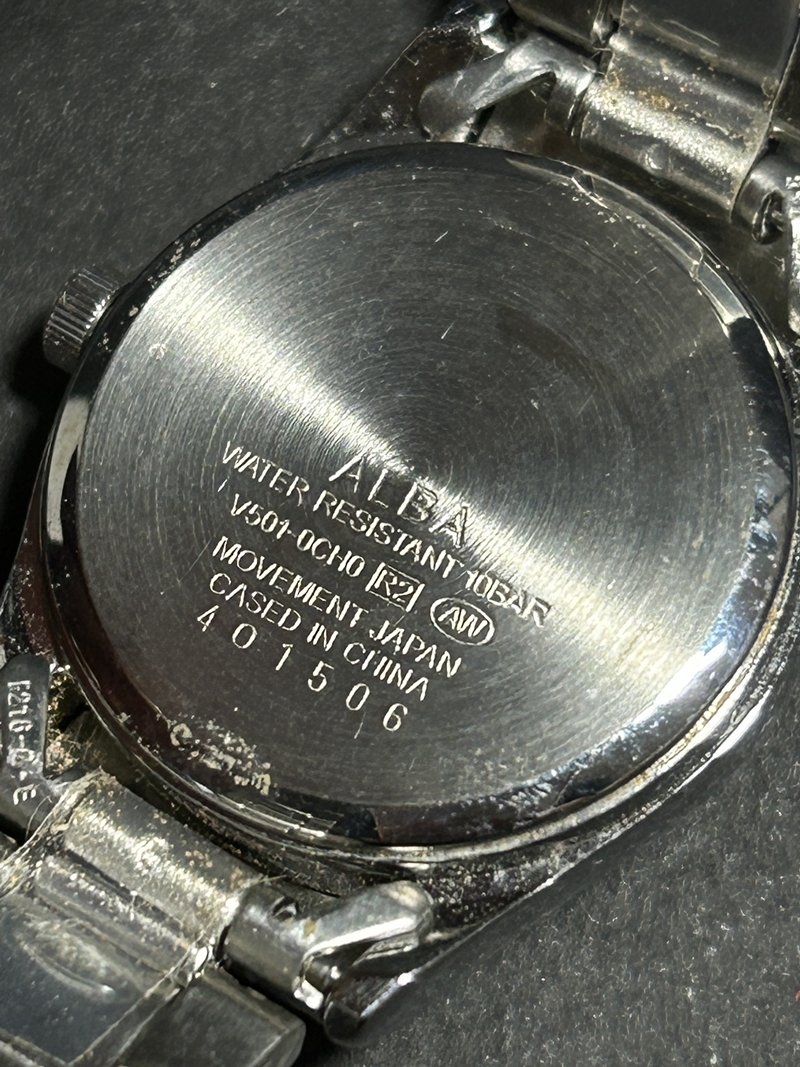 ALBA
WATER RESISTANT 10BAR
V501-0CH0 R2 AW
MOVEMENT JAPAN
CASED IN CHINA
401506